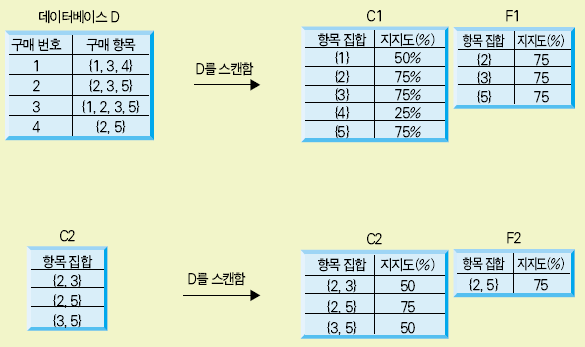 데이터베이스 D
구매 번호 구매 항목
1 {1, 3, 4}
2 {2, 3, 5}
3 {1, 2, 3, 5}
4 {2, 5}
D를 스캔함
C1
항목 집합 지지도(%)
{1} 50%
{2} 75%
{3} 75%
{4} 25%
{5} 75%
F1
항목 집합 지지도(%)
{2} 75
{3} 75
{5} 75
C2
항목 집합
{2, 3}
{2, 5}
{3, 5}
D를 스캔함
C2
항목 집합 지지도(%)
{2, 3} 50
{2, 5} 75
{3, 5} 50
F2
항목 집합 지지도(%)
{2, 5} 75